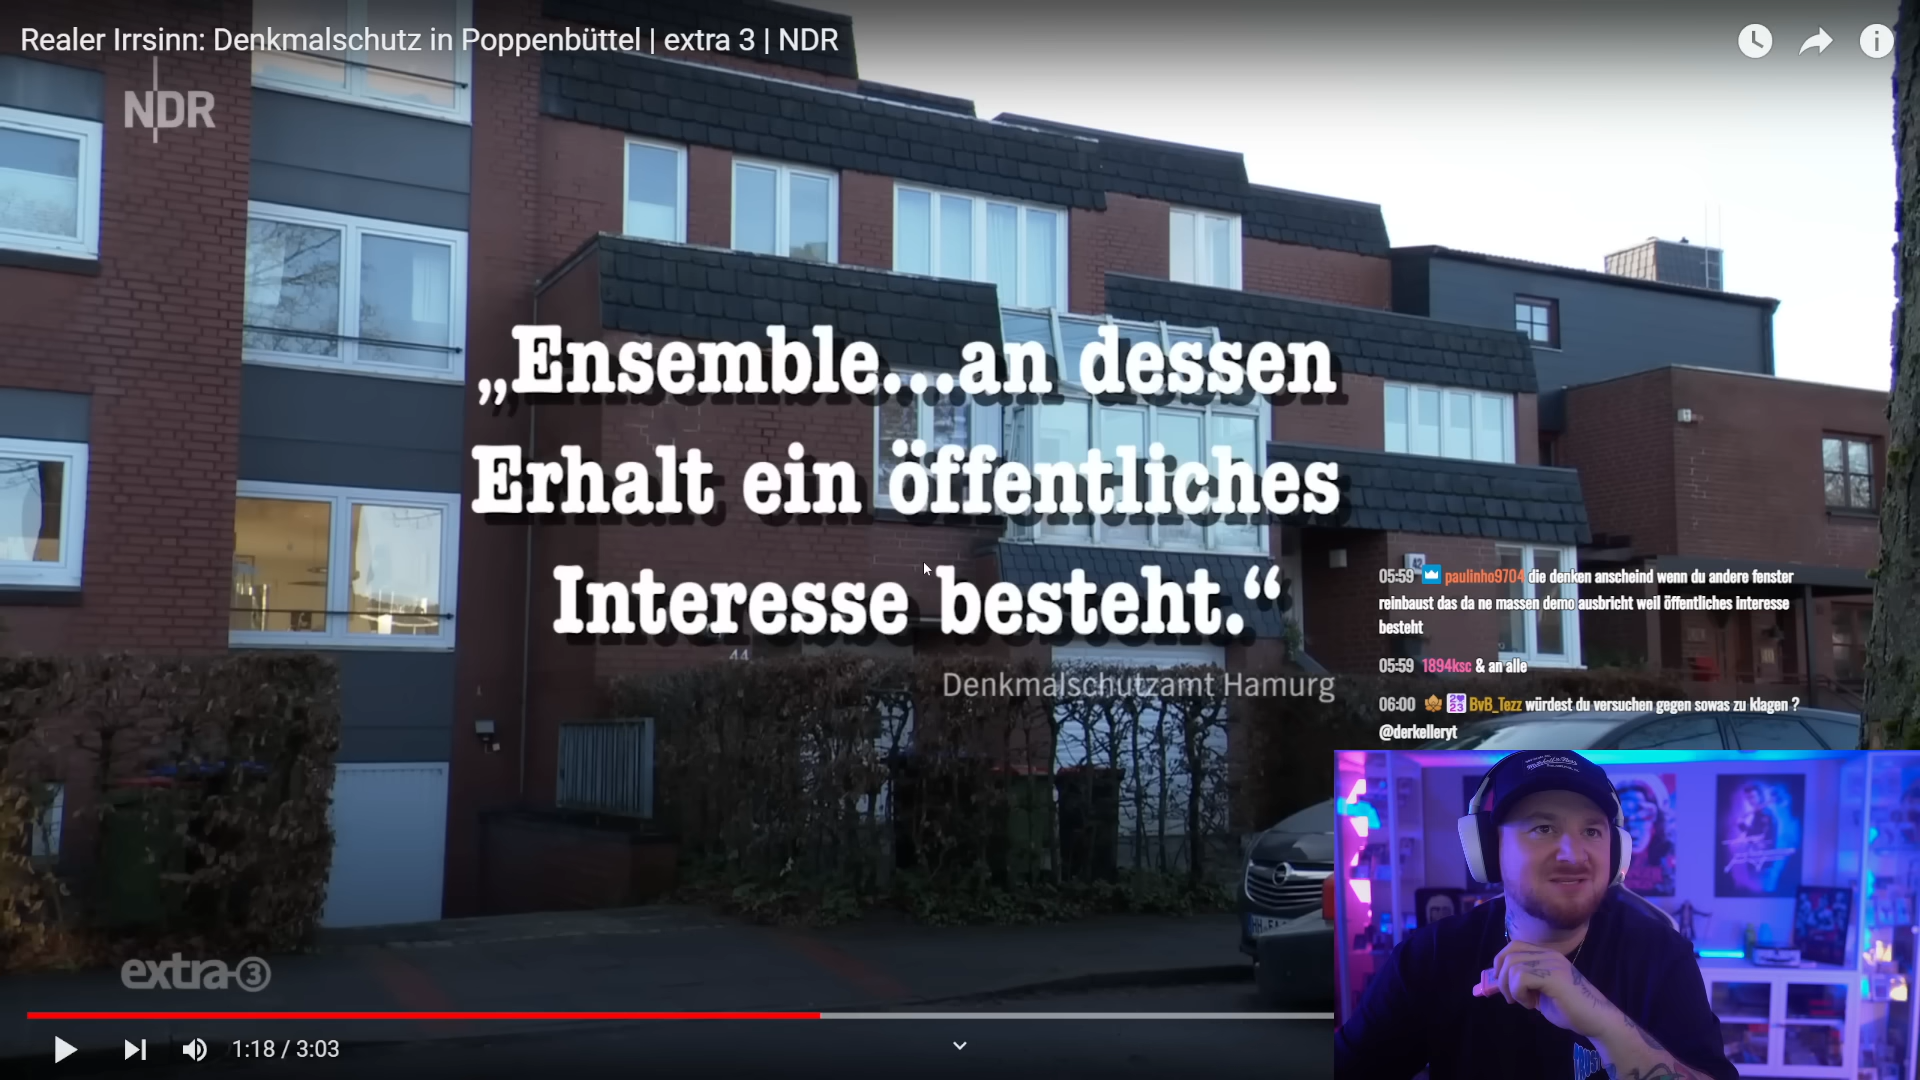 Realer Irrsinn: Denkmalschutz in Poppenbüttel | extra 3 | NDR
NDR
„Ensemble...an dessen
Erhalt ein öffentliches
Interesse besteht.“
Denkmalschutzamt Hamurg
44
42
05:59 paulinho9704 die denken anscheind wenn du andere fenster
reinbaust das da ne massen demo ausbricht weil öffentliches interesse
besteht
05:59 1894ksc & an alle
06:00 BvB_Tezz würdest du versuchen gegen sowas zu klagen ?
@derkelleryt
extra 3
1:18 / 3:03